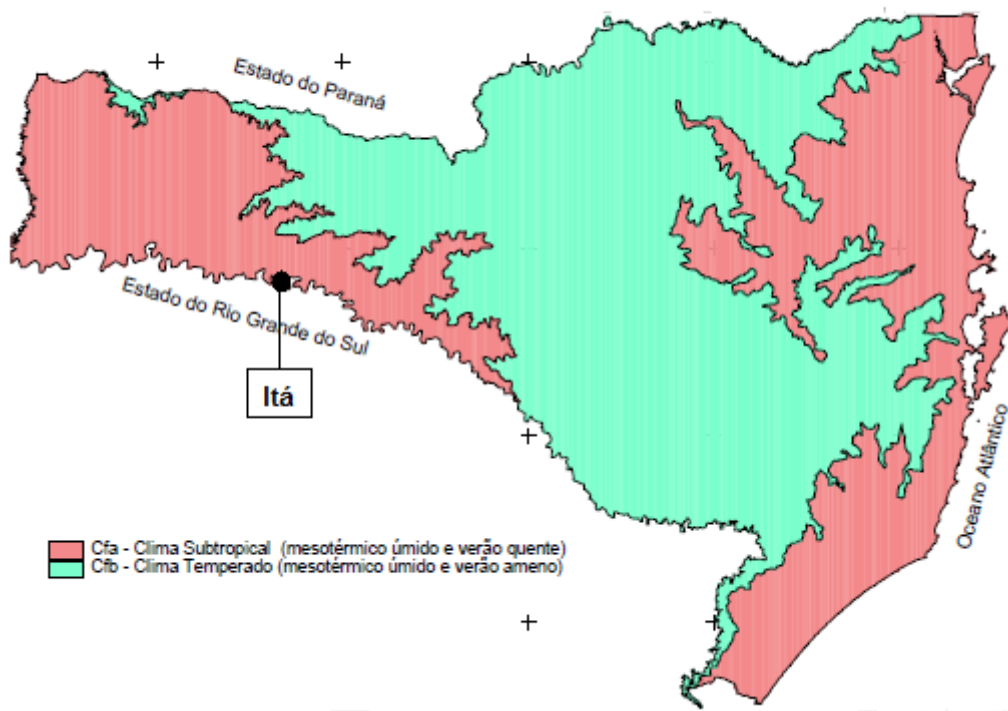 Estado do Paraná
Estado do Rio Grande do Sul
Itá
Oceano Atlântico
Cfa - Clima Subtropical (mesotérmico úmido e verão quente)
Cfb - Clima Temperado (mesotérmico úmido e verão ameno)